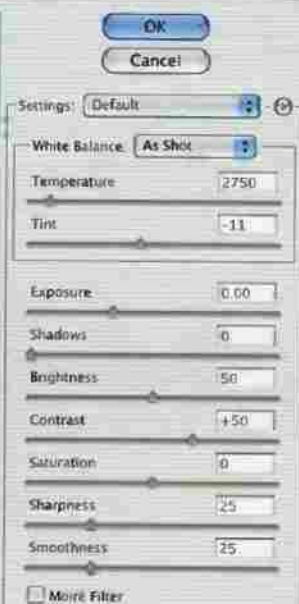 OK
Cancel
Settings: Default
White Balance: As Shot
Temperature 2750
Tint -11
Exposure 0.00
Shadows 0
Brightness 50
Contrast +50
Saturation 0
Sharpness 25
Smoothness 25
Moiré Filter